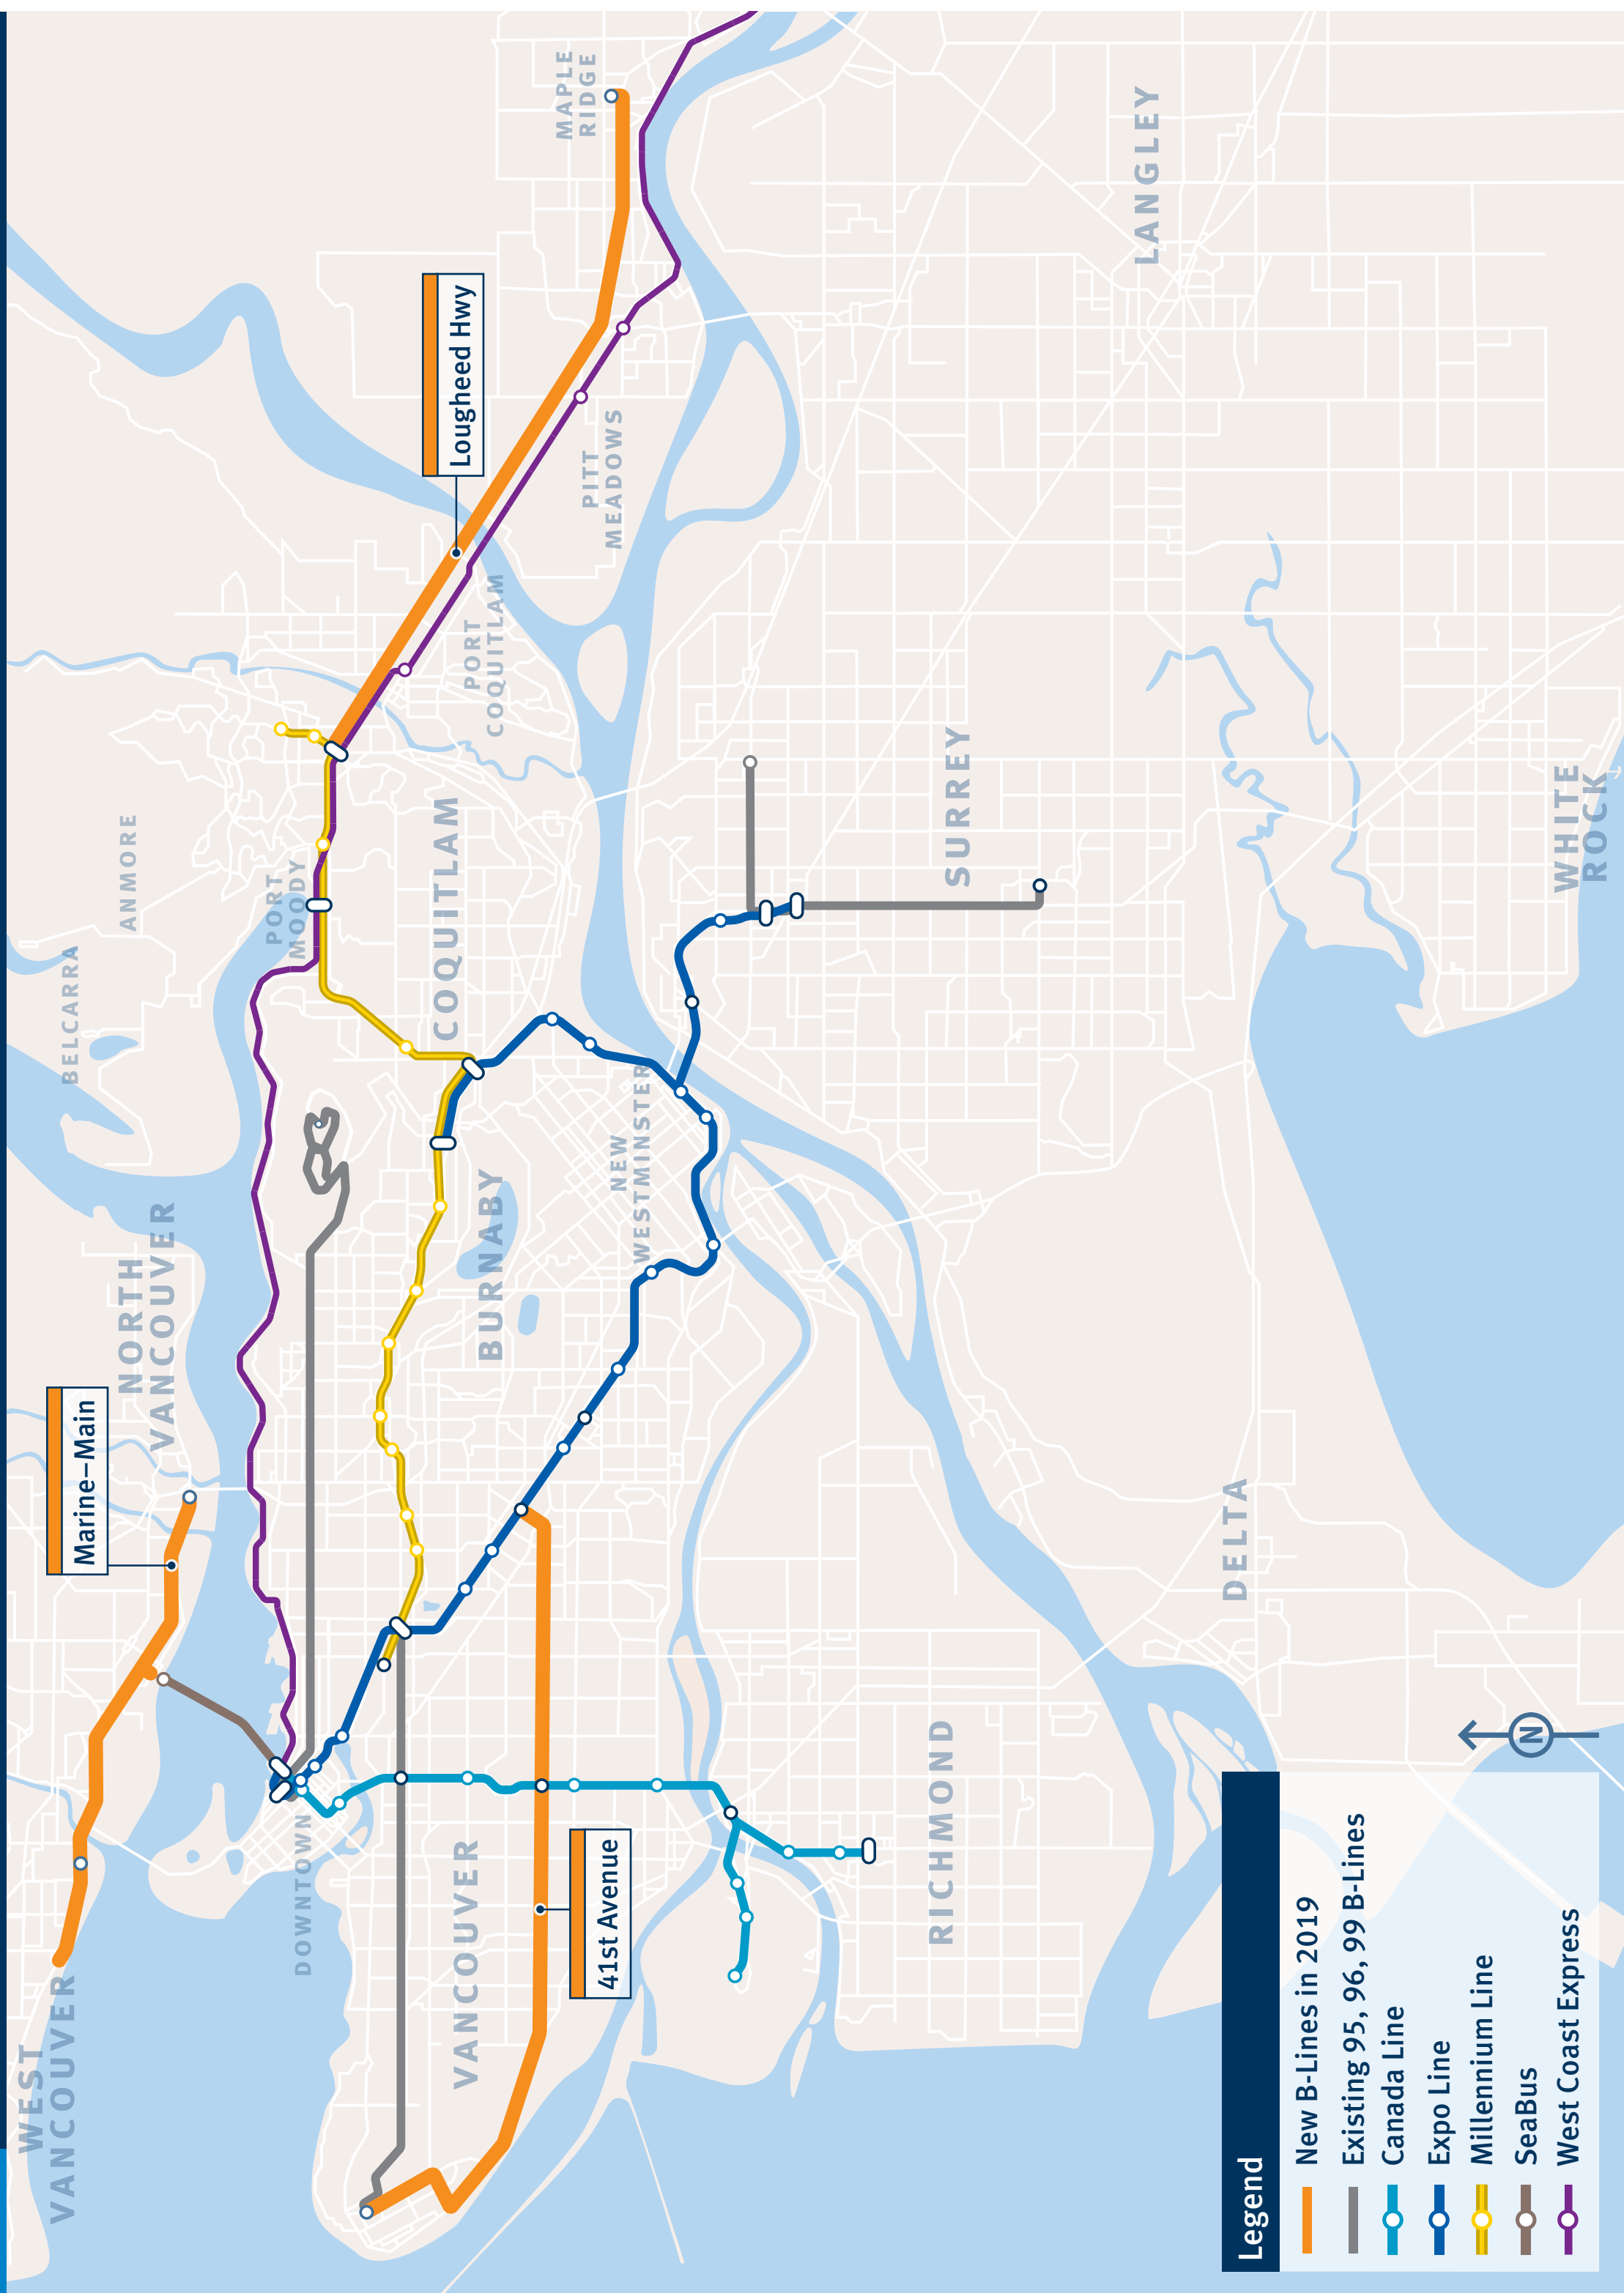 WEST
VANCOUVER
Marine–Main
NORTH
VANCOUVER
BELCARRA
ANMORE
PORT
MOODY
DOWNTOWN
VANCOUVER
41st Avenue
BURNABY
COQUITLAM
NEW
WESTMINSTER
PORT
COQUITLAM
Lougheed Hwy
PITT
MEADOWS
MAPLE
RIDGE
RICHMOND
SURREY
LANGLEY
DELTA
WHITE
ROCK
N
Legend
New B-Lines in 2019
Existing 95, 96, 99 B-Lines
Canada Line
Expo Line
Millennium Line
SeaBus
West Coast Express